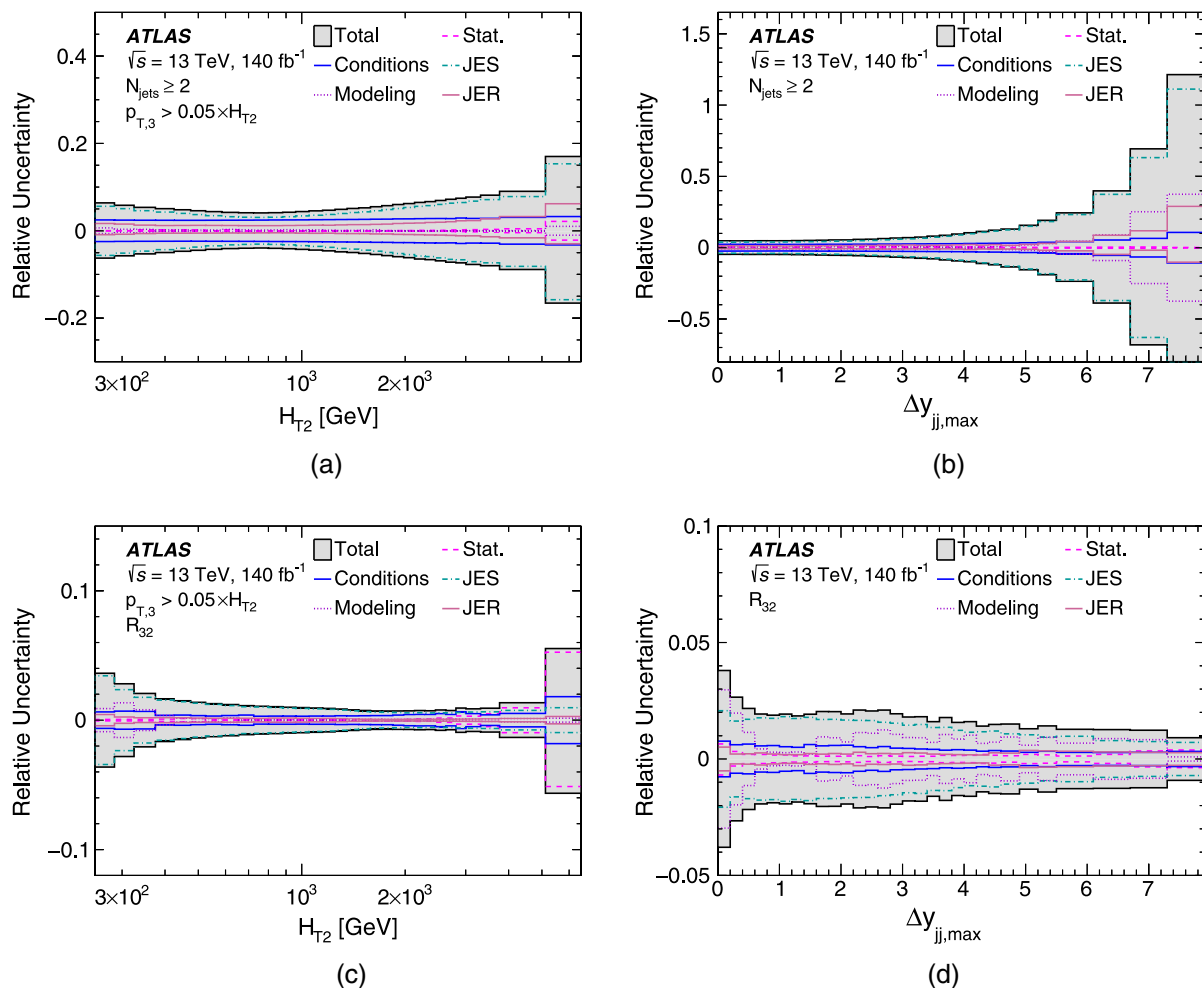 ATLAS
√s = 13 TeV, 140 fb⁻¹
N_jets ≥ 2
p_T,3 > 0.05×H_T2
Total
Conditions
Modeling
Stat.
JES
JER
0.4
0.2
0
−0.2
Relative Uncertainty
3×10² 10³ 2×10³
H_T2 [GeV]
(a)
ATLAS
√s = 13 TeV, 140 fb⁻¹
N_jets ≥ 2
Total
Conditions
Modeling
Stat.
JES
JER
1.5
1
0.5
0
−0.5
Relative Uncertainty
0 1 2 3 4 5 6 7
Δy_jj,max
(b)
ATLAS
√s = 13 TeV, 140 fb⁻¹
p_T,3 > 0.05×H_T2
R_32
Total
Conditions
Modeling
Stat.
JES
JER
0.1
0
−0.1
Relative Uncertainty
3×10² 10³ 2×10³
H_T2 [GeV]
(c)
ATLAS
√s = 13 TeV, 140 fb⁻¹
R_32
Total
Conditions
Modeling
Stat.
JES
JER
0.1
0.05
0
−0.05
Relative Uncertainty
0 1 2 3 4 5 6 7
Δy_jj,max
(d)